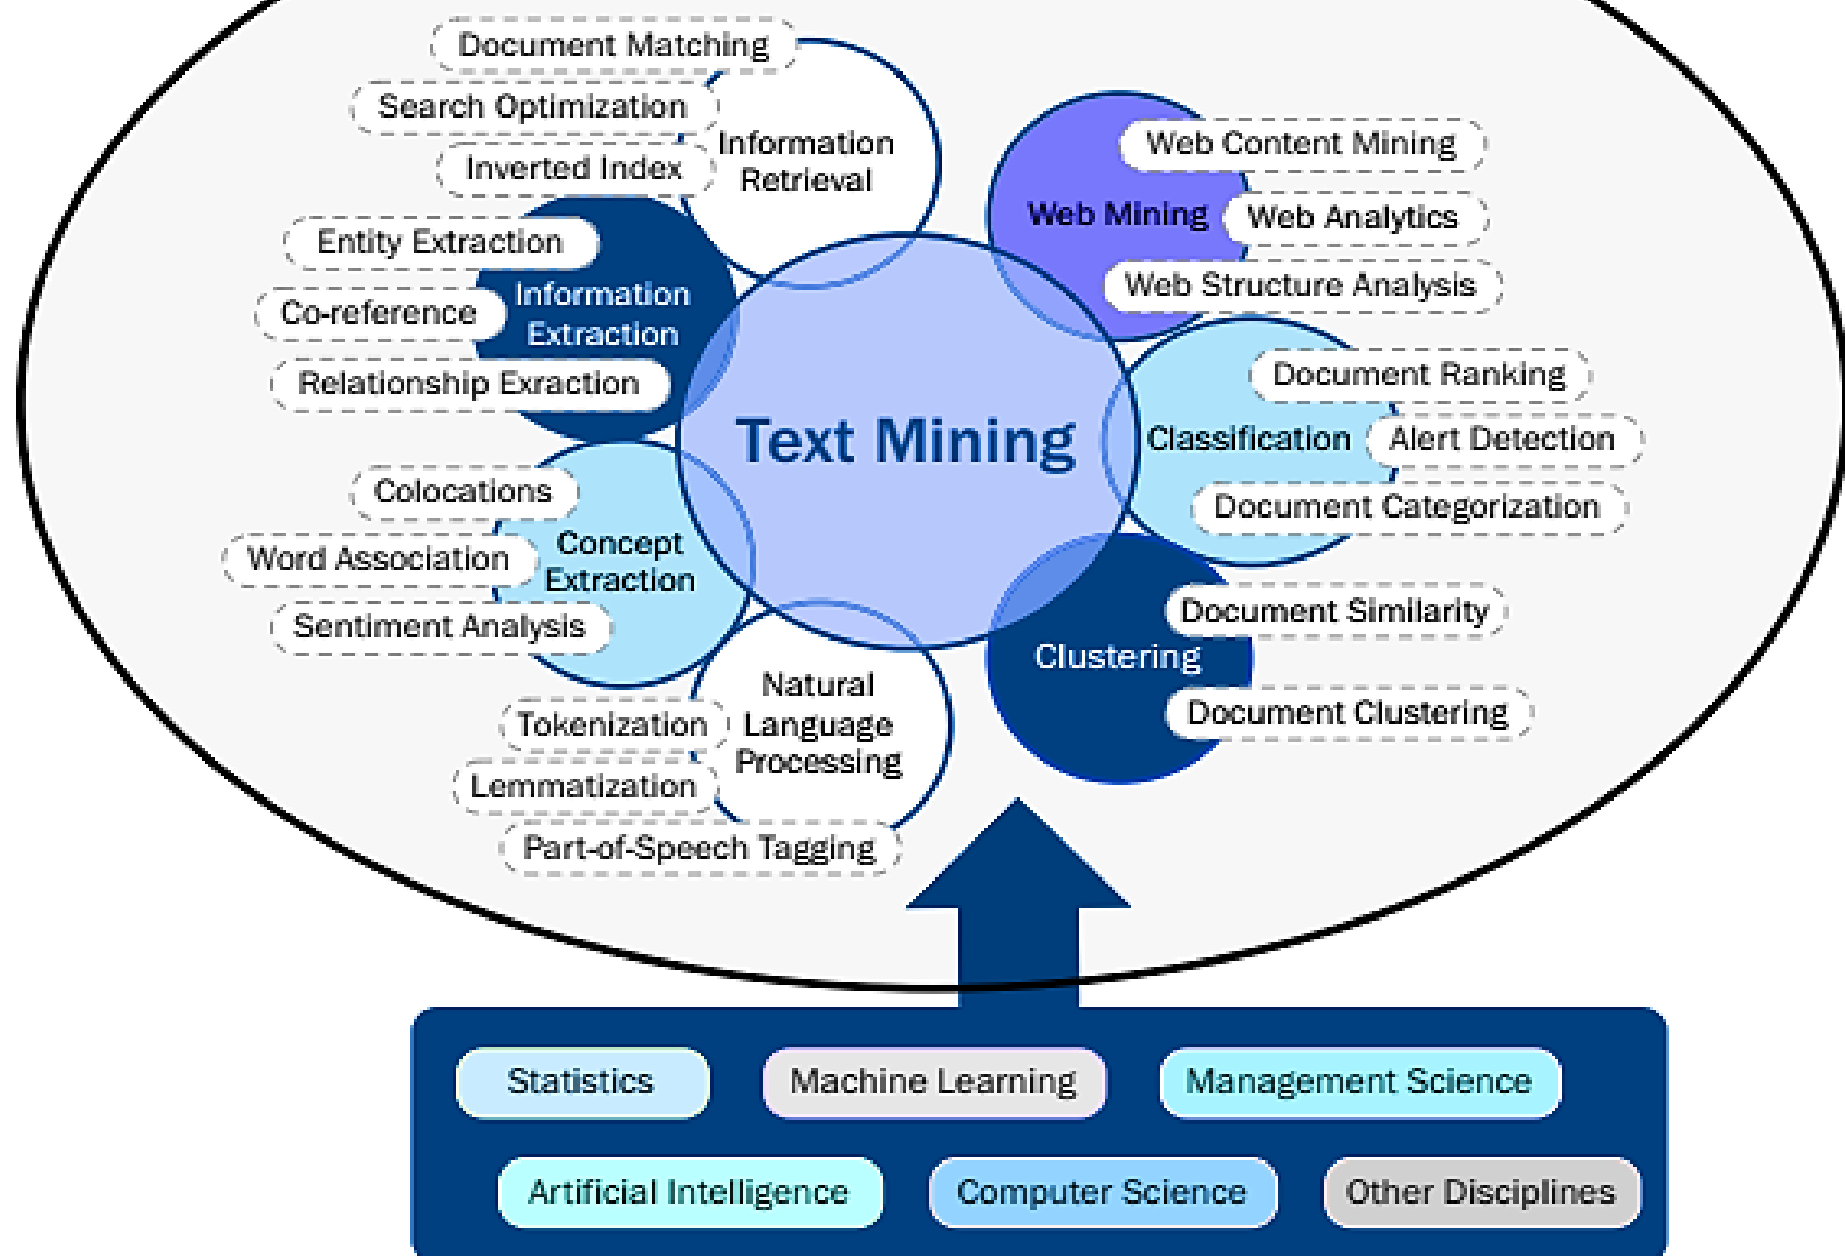 Document Matching
Search Optimization
Inverted Index
Information
Retrieval
Entity Extraction
Co-reference
Relationship Exraction
Information
Extraction
Colocations
Word Association
Sentiment Analysis
Concept
Extraction
Tokenization
Lemmatization
Part-of-Speech Tagging
Natural
Language
Processing
Text Mining
Web Mining
Web Content Mining
Web Analytics
Web Structure Analysis
Classification
Document Ranking
Alert Detection
Document Categorization
Clustering
Document Similarity
Document Clustering
Statistics
Machine Learning
Management Science
Artificial Intelligence
Computer Science
Other Disciplines